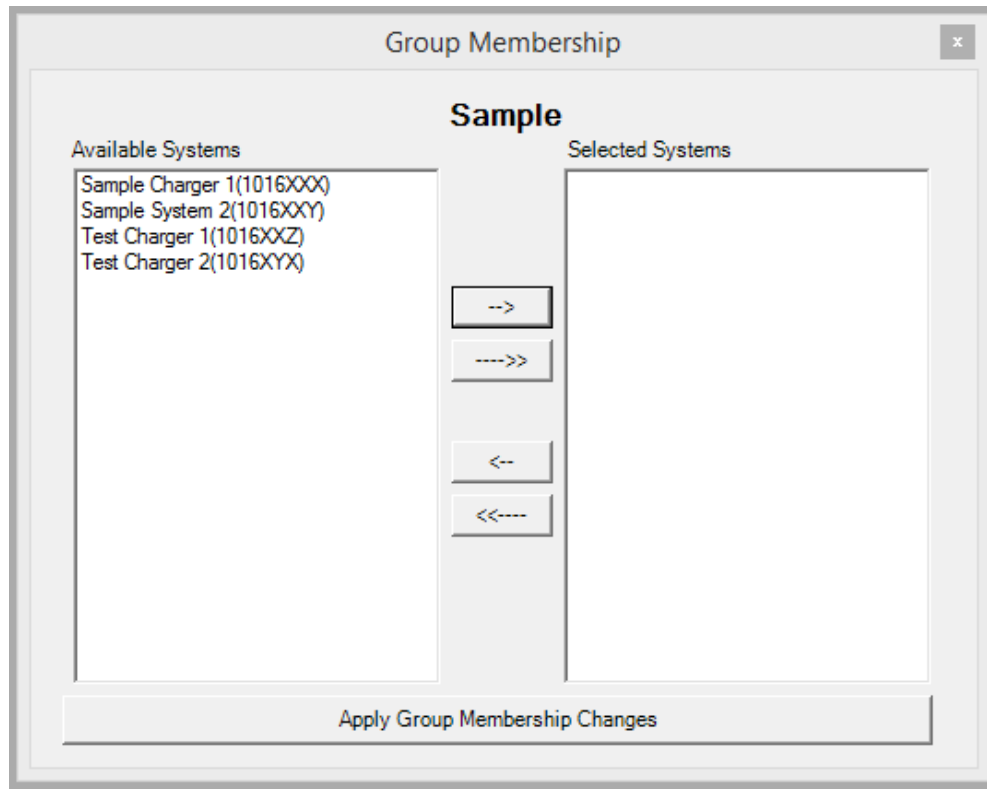 Group Membership
x
Sample
Available Systems
Selected Systems
Sample Charger 1(1016XXX)
Sample System 2(1016XXY)
Test Charger 1(1016XXZ)
Test Charger 2(1016XYX)
-->
---->>
<--
<<----
Apply Group Membership Changes